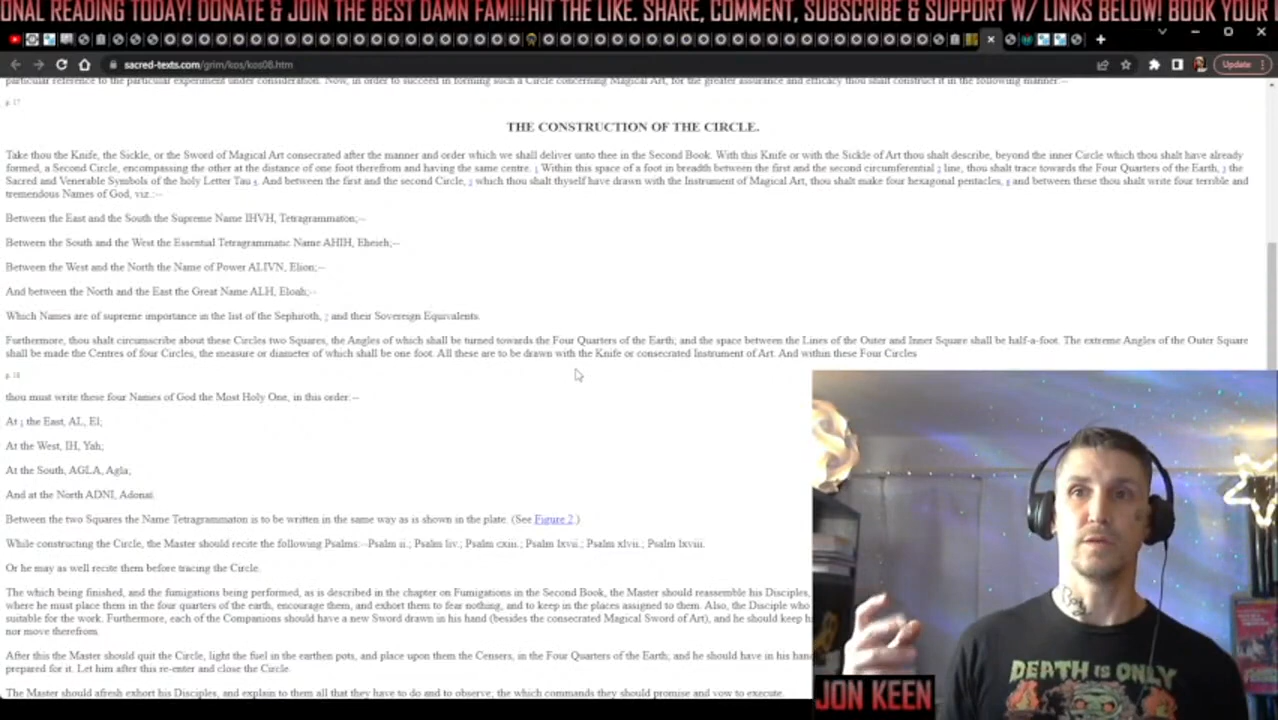 ONAL READING TODAY! DONATE & JOIN THE BEST DAMN FAM!!! HIT THE LIKE. SHARE, COMMENT, SUBSCRIBE & SUPPORT W/ LINKS BELOW! BOOK YOUR
sacred-texts.com/grim/kos/kos08.htm
Update
particular reference to the particular experiment under consideration. Now, in order to succeed in forming such a Circle concerning Magical Art, for the greater assurance and efficacy thou shalt construct it in the following manner:--
p. 17
THE CONSTRUCTION OF THE CIRCLE.
Take thou the Knife, the Sickle, or the Sword of Magical Art consecrated after the manner and order which we shall deliver unto thee in the Second Book. With this Knife or with the Sickle of Art thou shalt describe, beyond the inner Circle which thou shalt have already
formed, a Second Circle, encompassing the other at the distance of one foot therefrom and having the same centre. Within this space of a foot in breadth between the first and the second circumferential line, thou shalt trace towards the Four Quarters of the Earth, the
Sacred and Venerable Symbols of the holy Letter Tau. And between the first and the second Circle, which thou shalt thyself have drawn with the Instrument of Magical Art, thou shalt make four hexagonal pentacles, and between these thou shalt write four terrible and
tremendous Names of God, viz.:--
Between the East and the South the Supreme Name IHVH, Tetragrammaton;--
Between the South and the West the Essential Tetragrammatic Name AHIH, Eheieh;--
Between the West and the North the Name of Power ALIVN, Elion;--
And between the North and the East the Great Name ALH, Eloah;--
Which Names are of supreme importance in the list of the Sephiroth, and their Sovereign Equivalents.
Furthermore, thou shalt circumscribe about these Circles two Squares, the Angles of which shall be turned towards the Four Quarters of the Earth; and the space between the Lines of the Outer and Inner Square shall be half-a-foot. The extreme Angles of the Outer Square
shall be made the Centres of four Circles, the measure or diameter of which shall be one foot. All these are to be drawn with the Knife or consecrated Instrument of Art. And within these Four Circles
p. 18
thou must write these four Names of God the Most Holy One, in this order:--
At the East, AL, El;
At the West, IH, Yah;
At the South, AGLA, Agla;
And at the North ADNI, Adonai.
Between the two Squares the Name Tetragrammaton is to be written in the same way as is shown in the plate. (See Figure 2.)
While constructing the Circle, the Master should recite the following Psalms:--Psalm ii.; Psalm liv.; Psalm cxiii.; Psalm lxvii.; Psalm xlvii.; Psalm lxviii.
Or he may as well recite them before tracing the Circle.
The which being finished, and the fumigations being performed, as is described in the chapter on Fumigations in the Second Book, the Master should reassemble his Disciples,
where he must place them in the four quarters of the earth, encourage them, and exhort them to fear nothing, and to keep in the places assigned to them. Also, the Disciple who
suitable for the work. Furthermore, each of the Companions should have a new Sword drawn in his hand (besides the consecrated Magical Sword of Art), and he should keep h
nor move therefrom.
After this the Master should quit the Circle, light the fuel in the earthen pots, and place upon them the Censers, in the Four Quarters of the Earth; and he should have in his han
prepared for it. Let him after this re-enter and close the Circle.
The Master should afresh exhort his Disciples, and explain to them all that they have to do and to observe; the which commands they should promise and vow to execute.
DEATH IS ONLY
JON KEEN